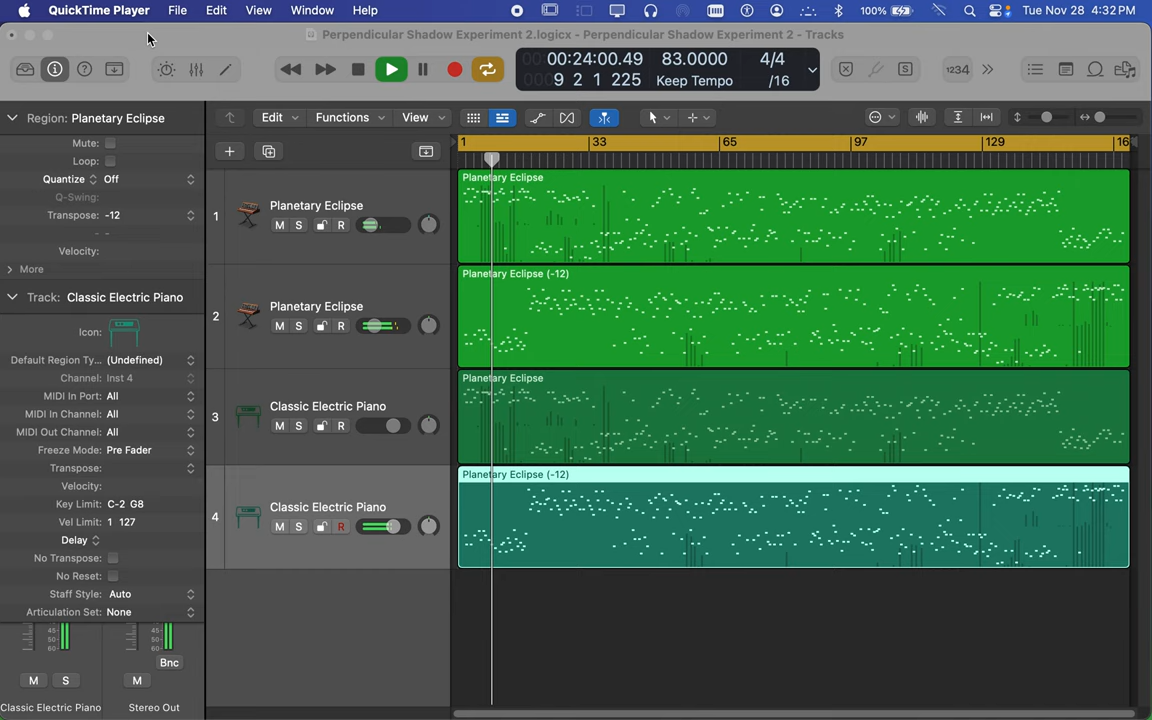 QuickTime Player File Edit View Window Help 100% Tue Nov 28 4:32 PM
Perpendicular Shadow Experiment 2.logicx - Perpendicular Shadow Experiment 2 - Tracks
00:24:00.49 83.0000 4/4
9 2 1 225 Keep Tempo /16
S 1234
Region: Planetary Eclipse
Edit Functions View
Mute:
Loop:
Quantize Off
Q-Swing:
Transpose: -12
Velocity:
More
Track: Classic Electric Piano
Icon:
Default Region Ty... (Undefined)
Channel: Inst 4
MIDI In Port: All
MIDI In Channel: All
MIDI Out Channel: All
Freeze Mode: Pre Fader
Transpose:
Velocity:
Key Limit: C-2 G8
Vel Limit: 1 127
Delay
No Transpose:
No Reset:
Staff Style: Auto
Articulation Set: None
45 45
50 50
60 60
Bnc
M S M
Classic Electric Piano Stereo Out
1 33 65 97 129 16
1 Planetary Eclipse
M S R
2 Planetary Eclipse
M S R
3 Classic Electric Piano
M S R
4 Classic Electric Piano
M S R
Planetary Eclipse
Planetary Eclipse (-12)
Planetary Eclipse
Planetary Eclipse (-12)